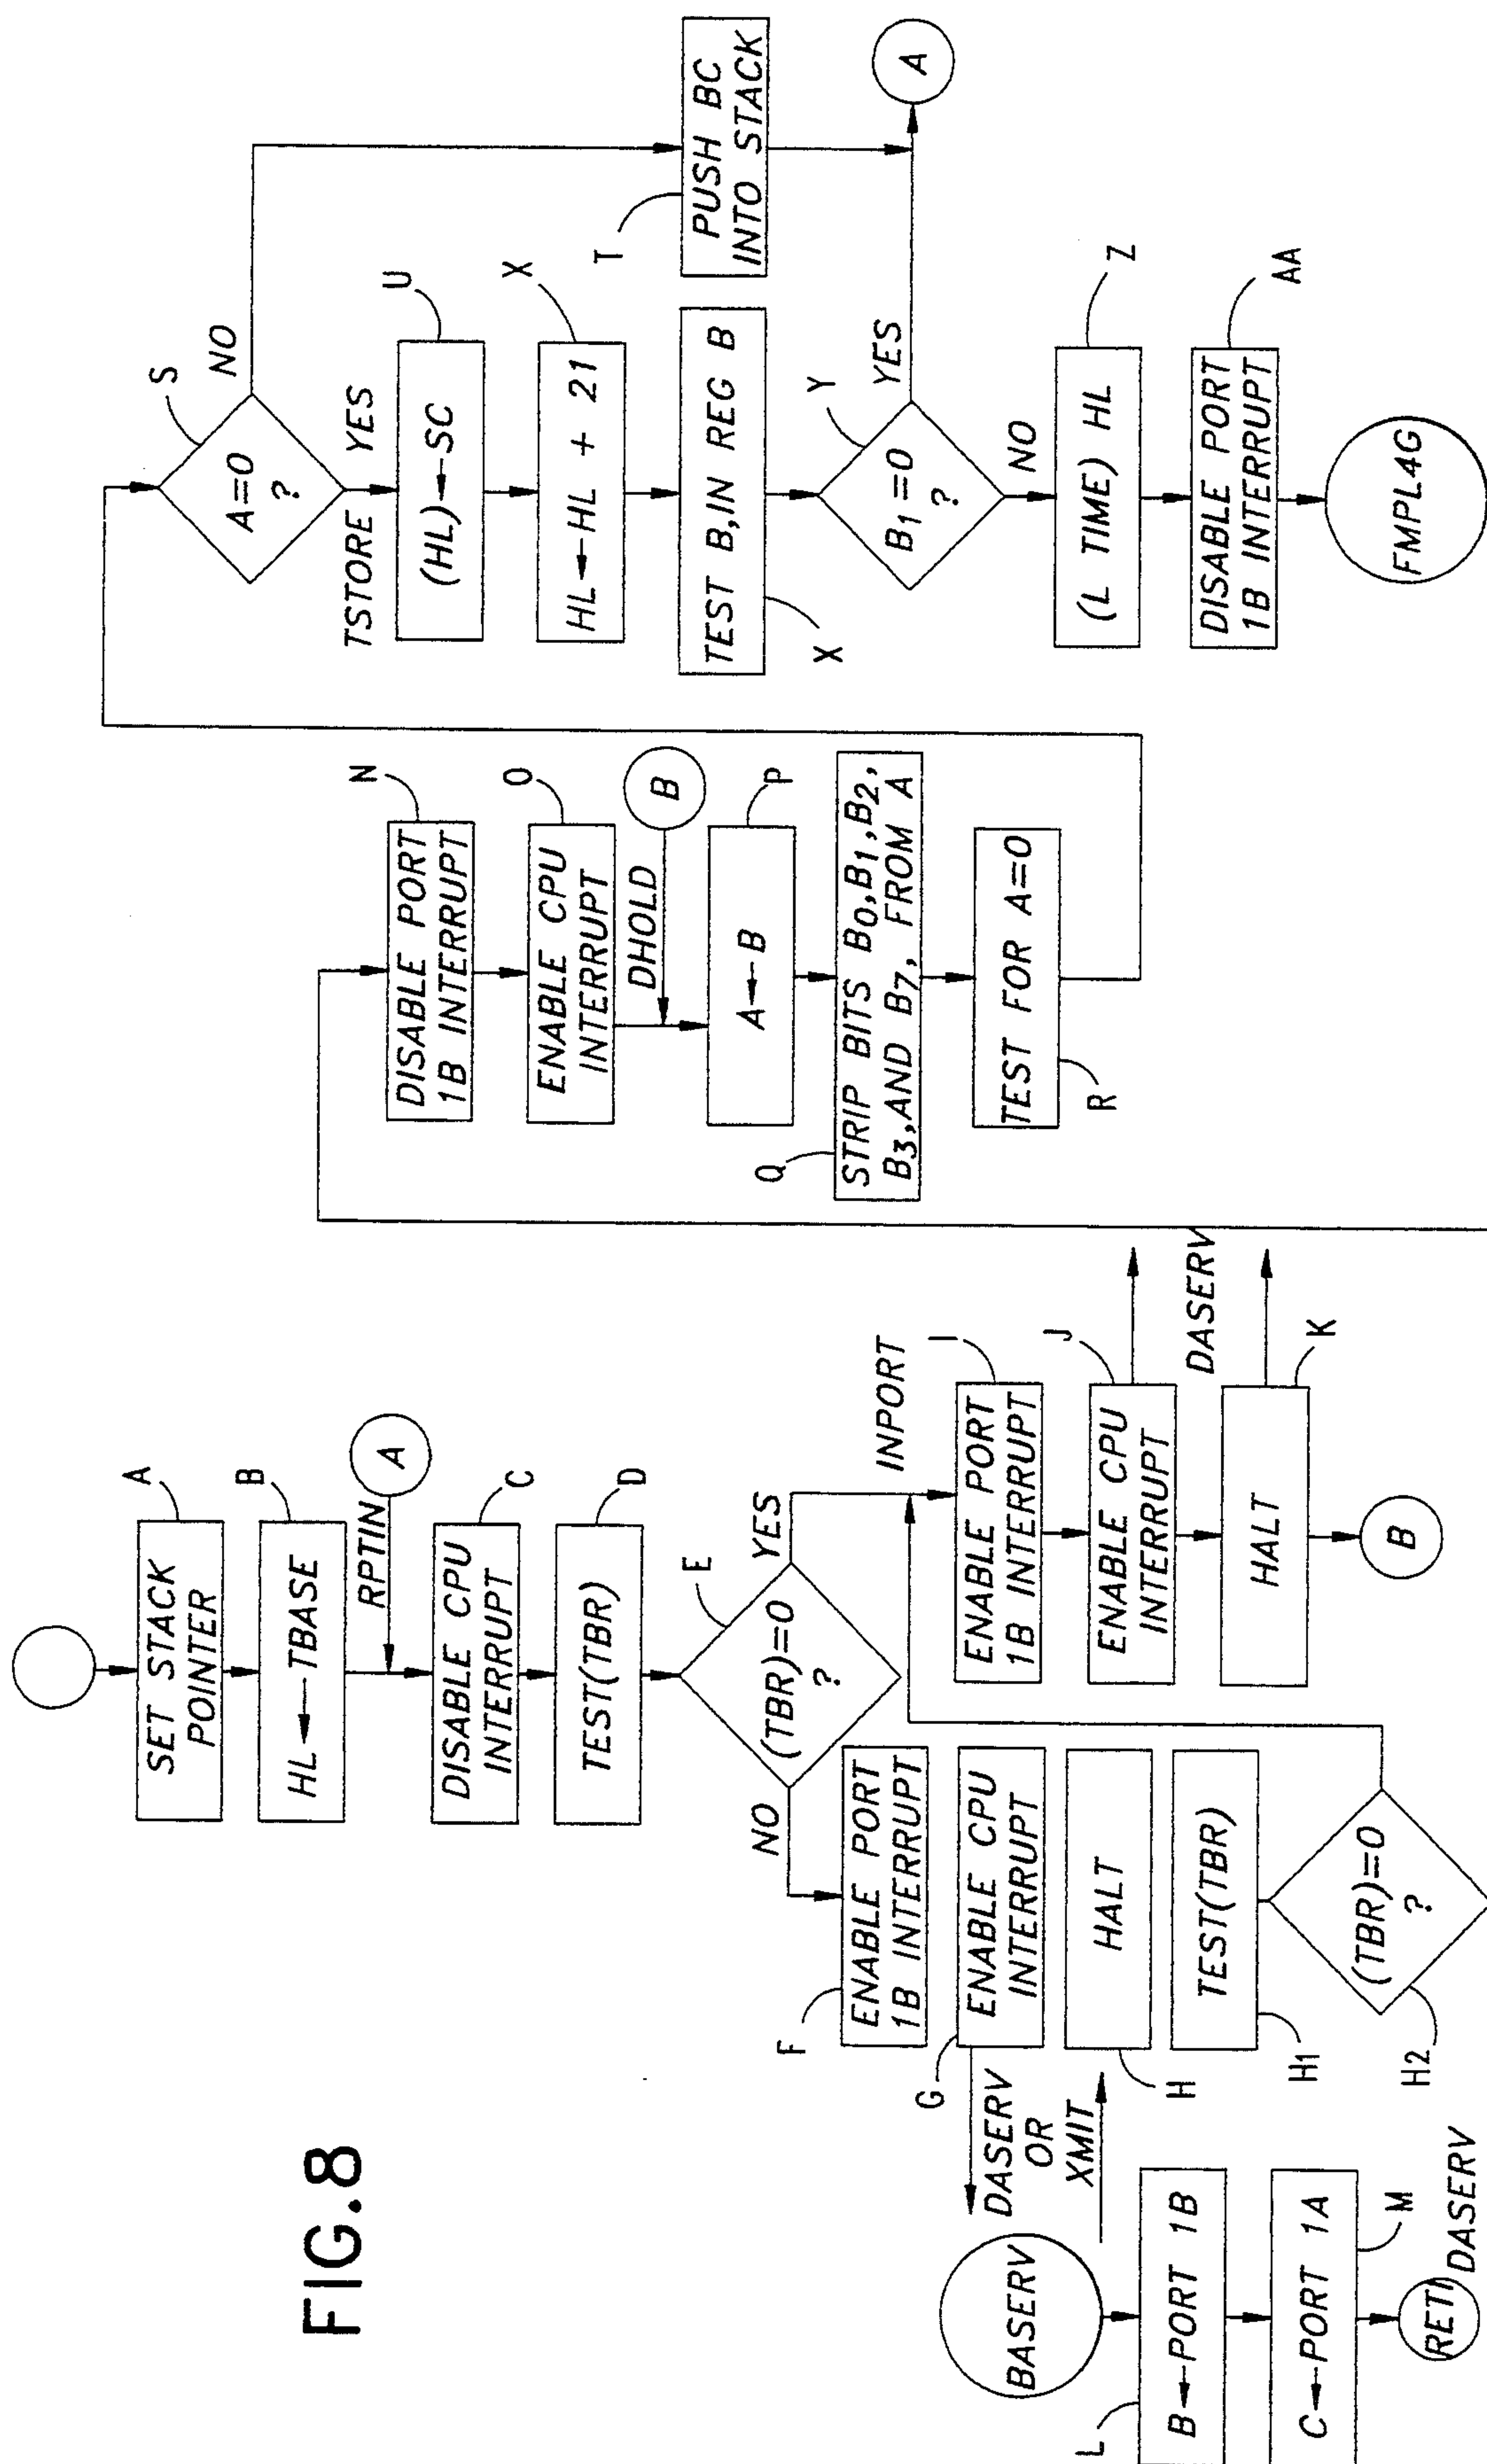 FIG.8
A
SET STACK
POINTER
B
HL←TBASE
RPTIN
A
C
DISABLE CPU
INTERRUPT
D
TEST(TBR)
E
(TBR)=0
?
NO
YES
F
ENABLE PORT
1B INTERRUPT
G
ENABLE CPU
INTERRUPT
DASERV
OR
XMIT
H
HALT
H1
TEST(TBR)
H2
(TBR)=0
?
INPORT
I
ENABLE PORT
1B INTERRUPT
J
ENABLE CPU
INTERRUPT
DASERV
K
HALT
B
BASERV
L
B←PORT 1B
C←PORT 1A
M
RETI
DASERV
N
DISABLE PORT
1B INTERRUPT
O
ENABLE CPU
INTERRUPT
DHOLD
B
P
A←B
Q
STRIP BITS B0,B1,B2,
B3,AND B7, FROM A
TEST FOR A=0
R
S
A=0
?
NO
TSTORE YES
U
(HL)←SC
X
HL←HL + 21
TEST B,IN REG B
X
T
PUSH BC
INTO STACK
Y
B1=0
?
YES
A
NO
Z
(L TIME) HL
AA
DISABLE PORT
1B INTERRUPT
FMPL4G